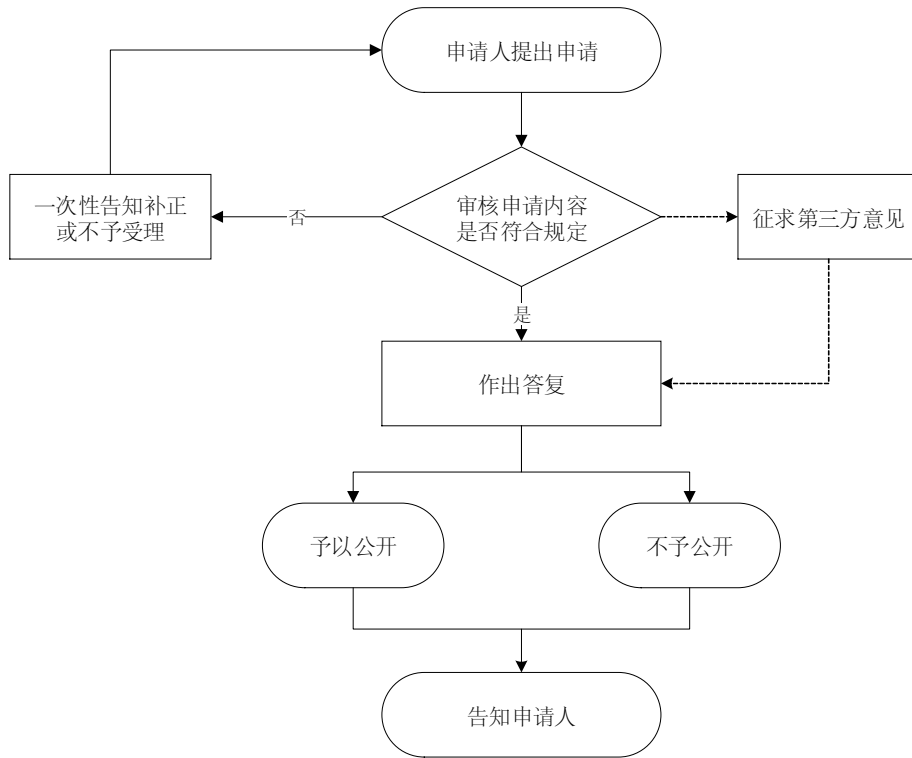 申请人提出申请
一次性告知补正
或不予受理
否
审核申请内容
是否符合规定
征求第三方意见
是
作出答复
予以公开
不予公开
告知申请人